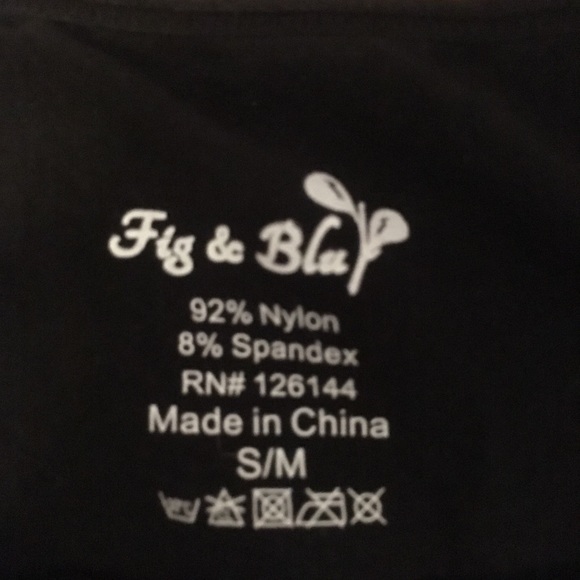 Fig & Blu
92% Nylon
8% Spandex
RN# 126144
Made in China
S/M